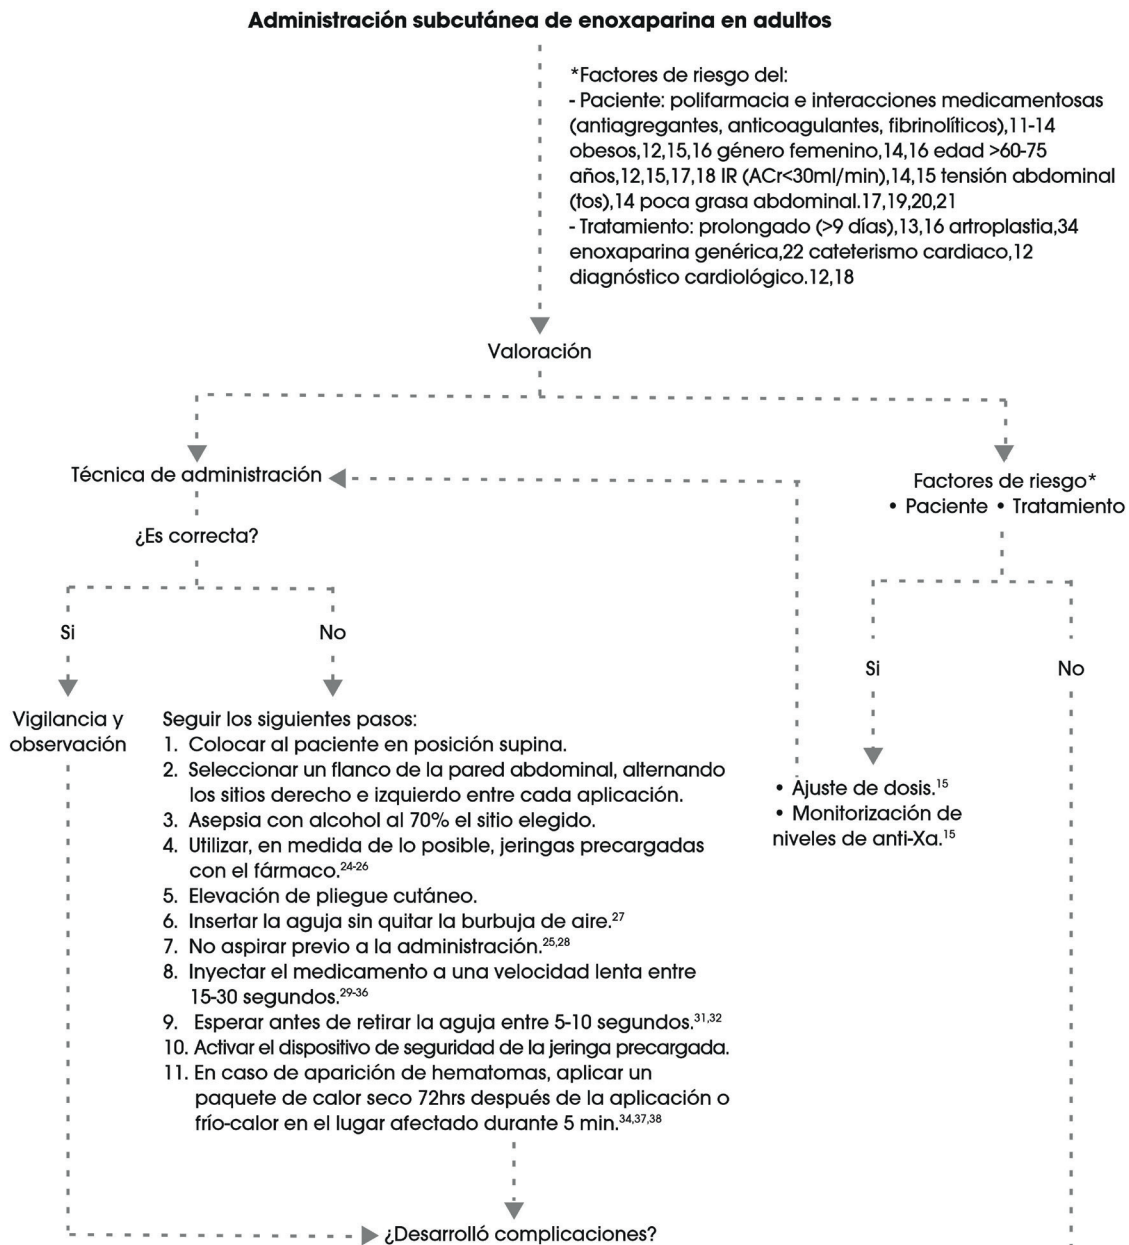 Administración subcutánea de enoxaparina en adultos
*Factores de riesgo del:
- Paciente: polifarmacia e interacciones medicamentosas
(antiagregantes, anticoagulantes, fibrinolíticos),11-14
obesos,12,15,16 género femenino,14,16 edad >60-75
años,12,15,17,18 IR (ACr<30ml/min),14,15 tensión abdominal
(tos),14 poca grasa abdominal.17,19,20,21
- Tratamiento: prolongado (>9 días),13,16 artroplastia,34
enoxaparina genérica,22 cateterismo cardiaco,12
diagnóstico cardiológico.12,18
Valoración
Técnica de administración
¿Es correcta?
Si
No
Factores de riesgo*
• Paciente • Tratamiento
Si
No
• Ajuste de dosis.15
• Monitorización de
niveles de anti-Xa.15
Vigilancia y
observación
Seguir los siguientes pasos:
1. Colocar al paciente en posición supina.
2. Seleccionar un flanco de la pared abdominal, alternando
los sitios derecho e izquierdo entre cada aplicación.
3. Asepsia con alcohol al 70% el sitio elegido.
4. Utilizar, en medida de lo posible, jeringas precargadas
con el fármaco.24-26
5. Elevación de pliegue cutáneo.
6. Insertar la aguja sin quitar la burbuja de aire.27
7. No aspirar previo a la administración.25,28
8. Inyectar el medicamento a una velocidad lenta entre
15-30 segundos.29-36
9. Esperar antes de retirar la aguja entre 5-10 segundos.31,32
10. Activar el dispositivo de seguridad de la jeringa precargada.
11. En caso de aparición de hematomas, aplicar un
paquete de calor seco 72hrs después de la aplicación o
frío-calor en el lugar afectado durante 5 min.34,37,38
¿Desarrolló complicaciones?